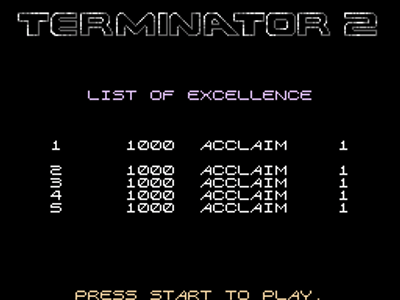 TERMINATOR 2
LIST OF EXCELLENCE
1 1000 ACCLAIM 1
2 1000 ACCLAIM 1
3 1000 ACCLAIM 1
4 1000 ACCLAIM 1
5 1000 ACCLAIM 1
PRESS START TO PLAY.